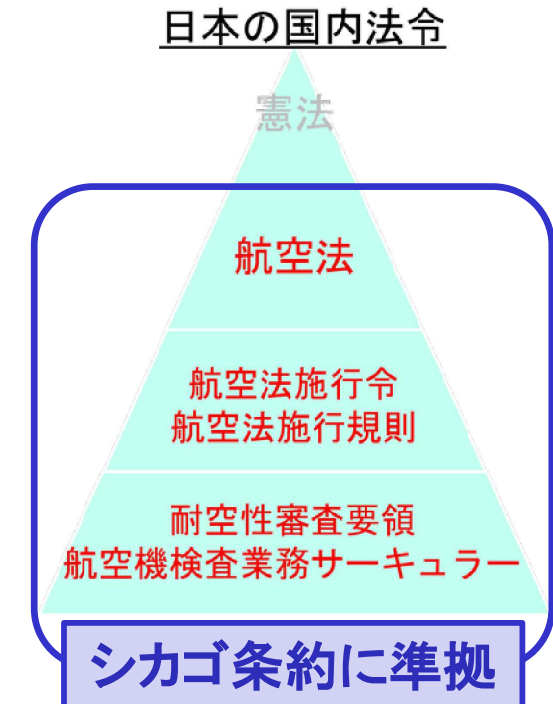 日本の国内法令
憲法
航空法
航空法施行令
航空法施行規則
耐空性審査要領
航空機検査業務サーキュラー
シカゴ条約に準拠